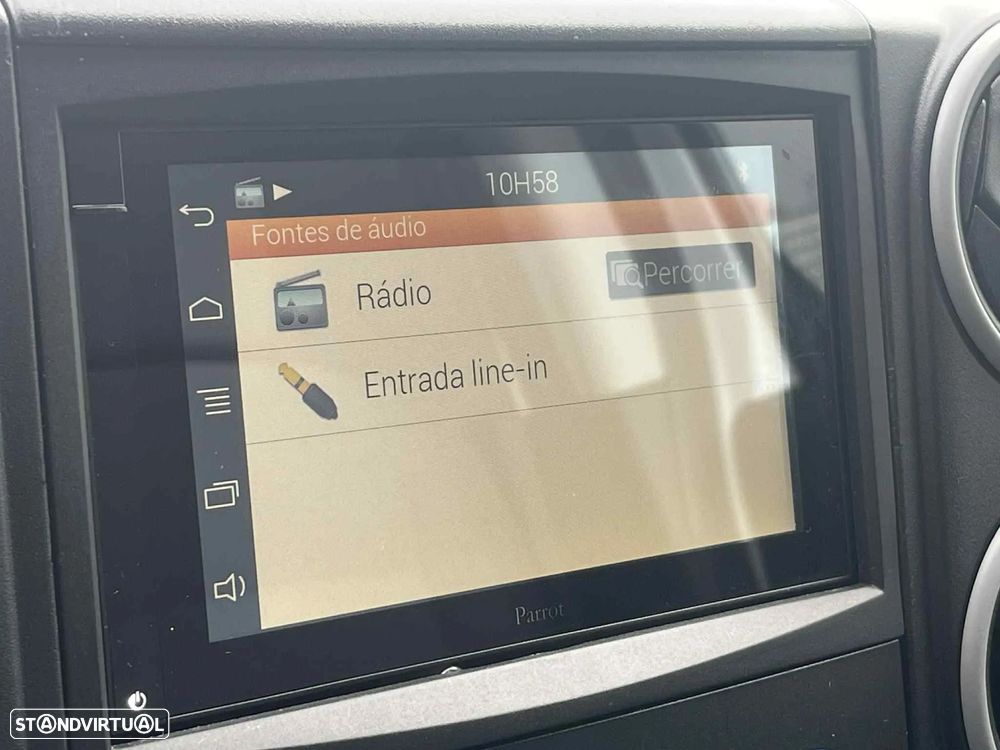 10H58
Fontes de áudio
Rádio
Percorrer
Entrada line-in
Parrot
STANDVIRTUAL